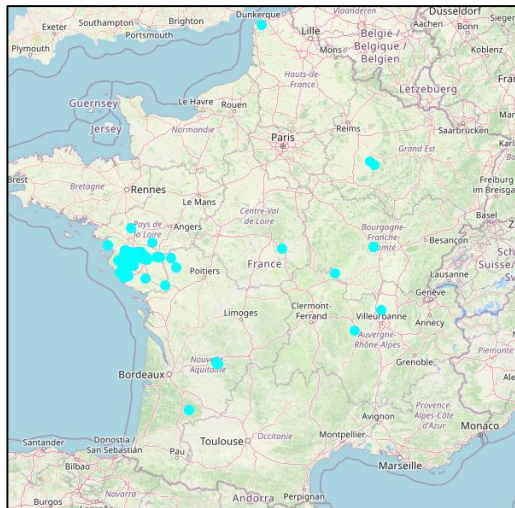 Exeter
Southampton
Brighton
Dunkerque
Vlaanderen
Düsseldorf
Plymouth
Portsmouth
Lille
België /
Belgique /
Belgien
Bonn
Mons
Koblenz
Hauts-de-
France
Letzebuerg
Guernsey
Jersey
Le Havre
Rouen
Reims
Saarbrücken
Normandie
Paris
Grand Est
Brest
Bretagne
Rennes
Le Mans
Freiburg
im Breisgau
Pays de
la Loire
Angers
Centre-Val
de Loire
Bourgogne-
Franche-
Comté
Besançon
Basel
Poitiers
France
Lausanne
Limoges
Clermont-
Ferrand
Villeurbanne
Genève
Annecy
Auvergne-
Rhône-Alpes
Nouvelle
Aquitaine
Grenoble
Piemonte
Bordeaux
Avignon
Provence-
Alpes-Côte
d'Azur
Monaco
Santander
Donostia /
San Sebastián
Pau
Toulouse
Occitanie
Montpellier
Bilbao
Marseille
Burgos
Navarra
Andorra
Perpignan